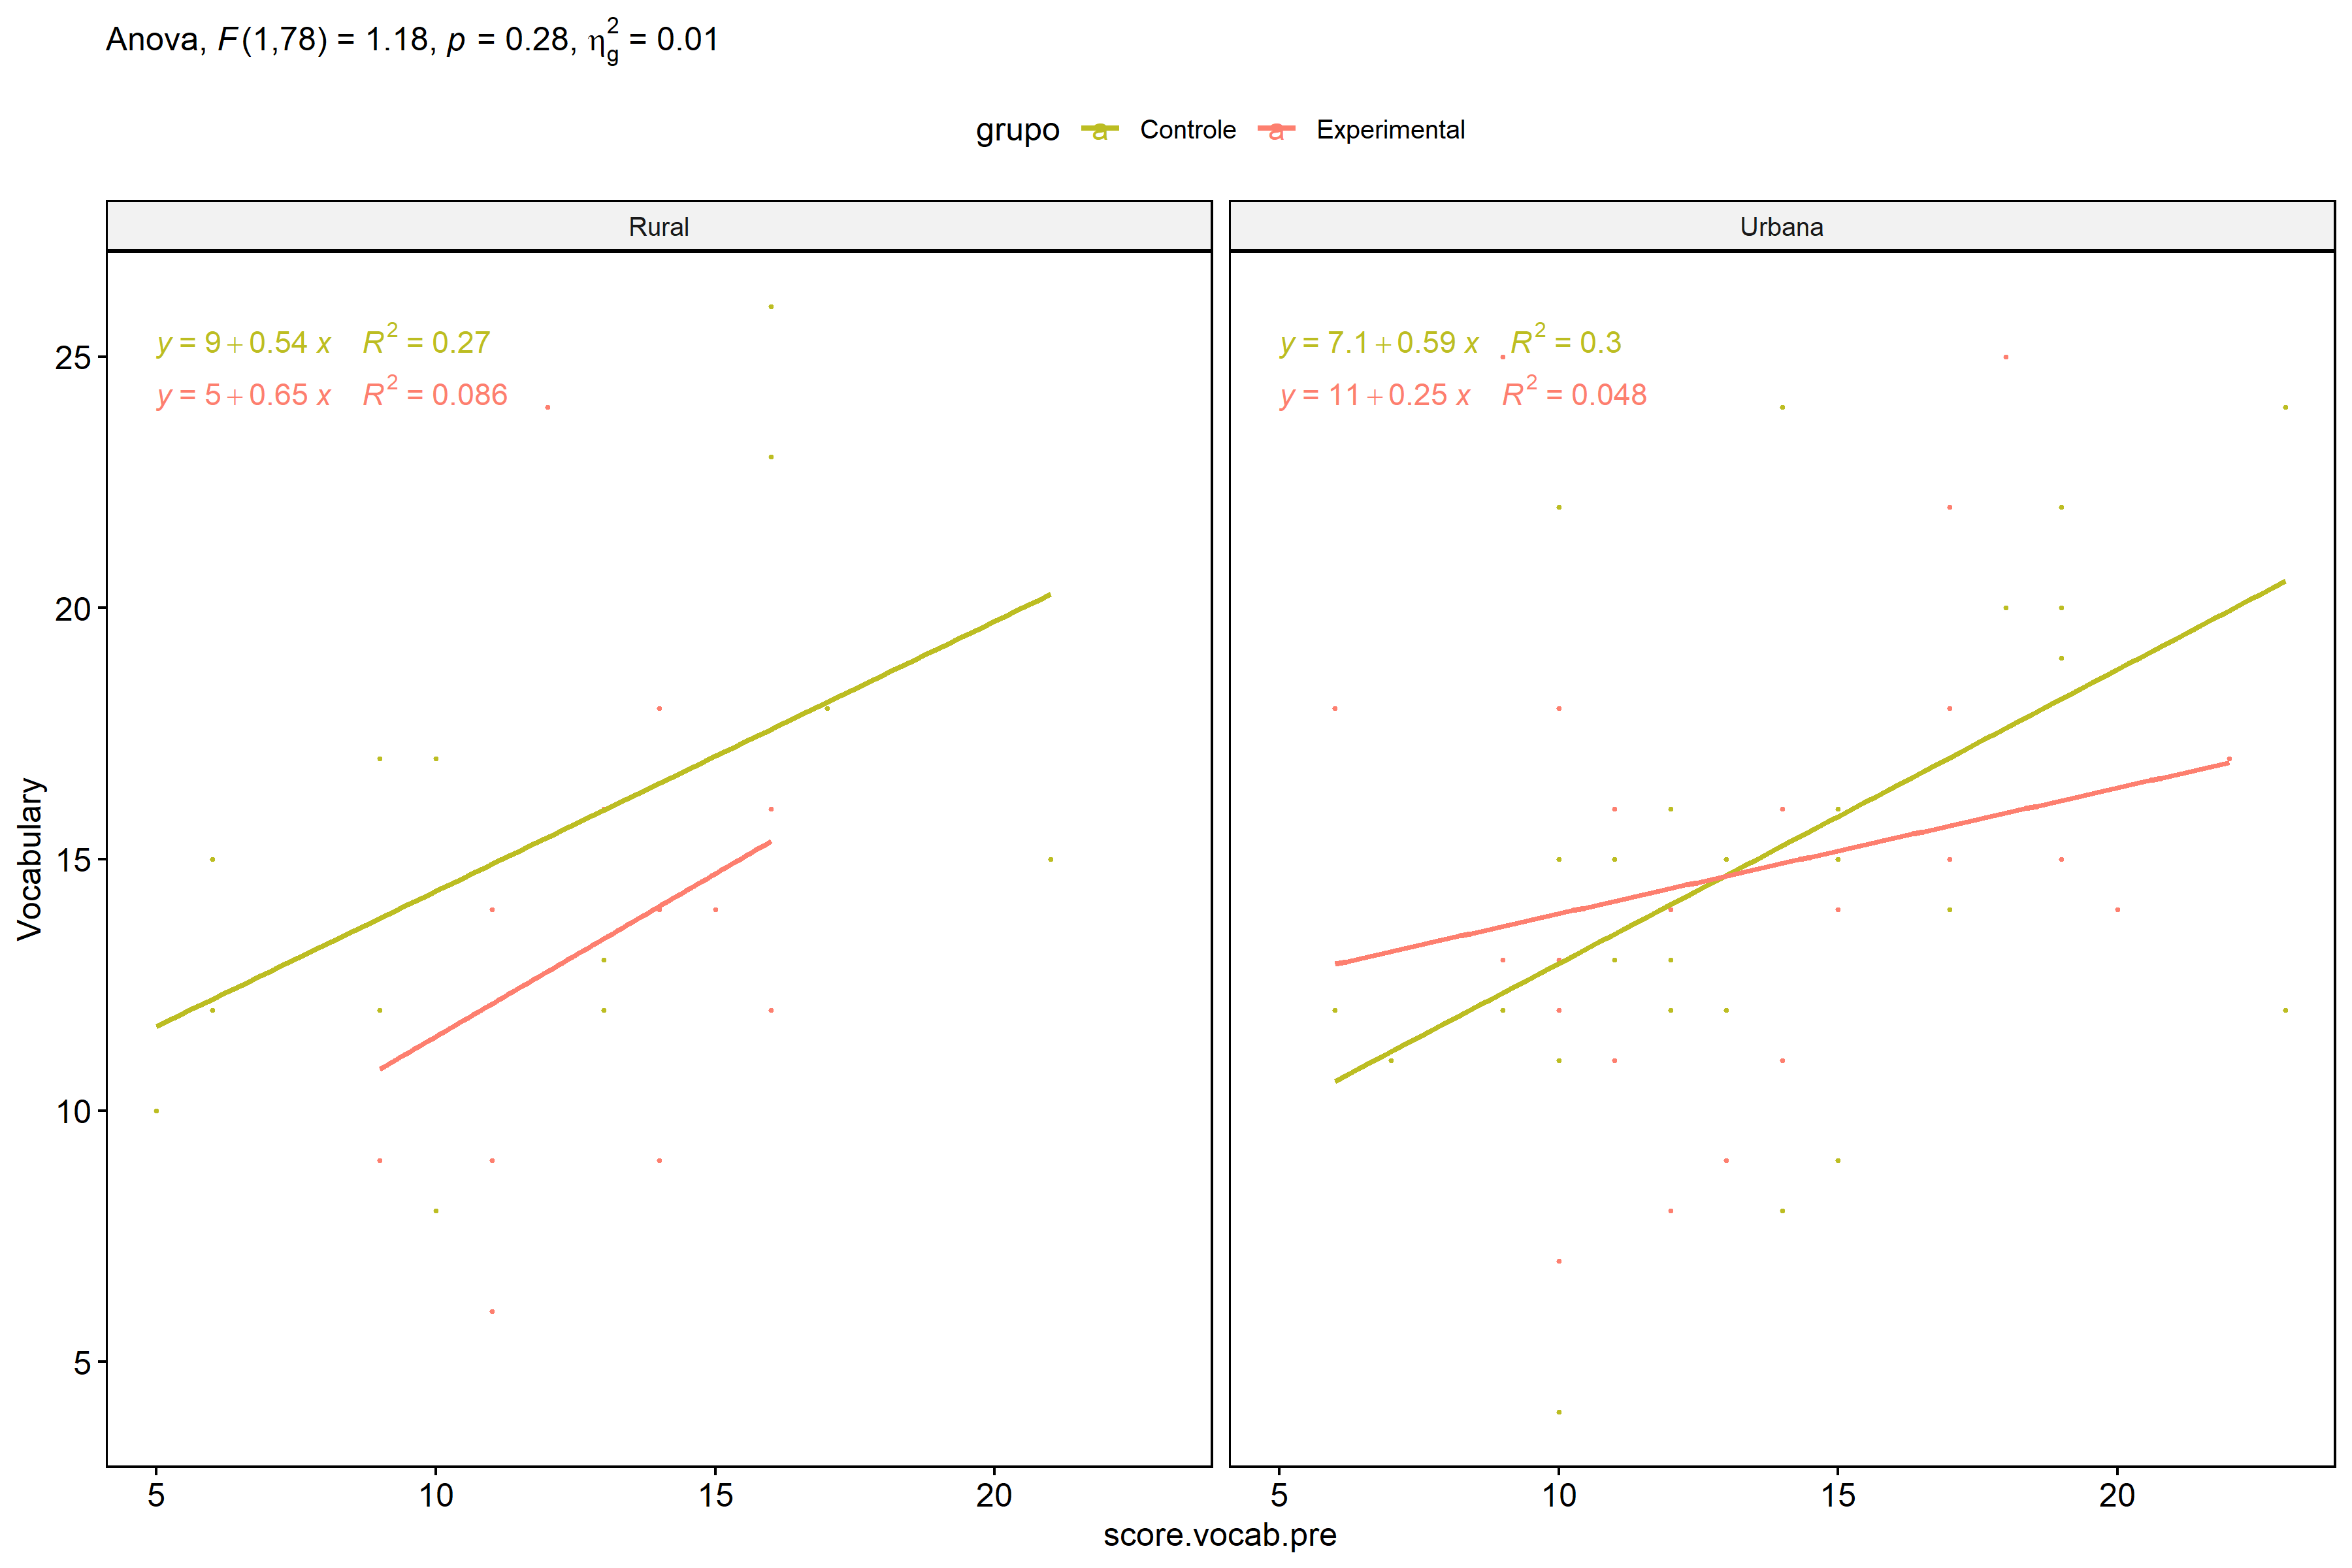 Anova, F(1,78) = 1.18, p = 0.28, η²g = 0.01
grupo a Controle a Experimental
Rural
Urbana
y = 9 + 0.54 x R² = 0.27
y = 5 + 0.65 x R² = 0.086
y = 7.1 + 0.59 x R² = 0.3
y = 11 + 0.25 x R² = 0.048
Vocabulary
25
20
15
10
5
5 10 15 20
5 10 15 20
score.vocab.pre